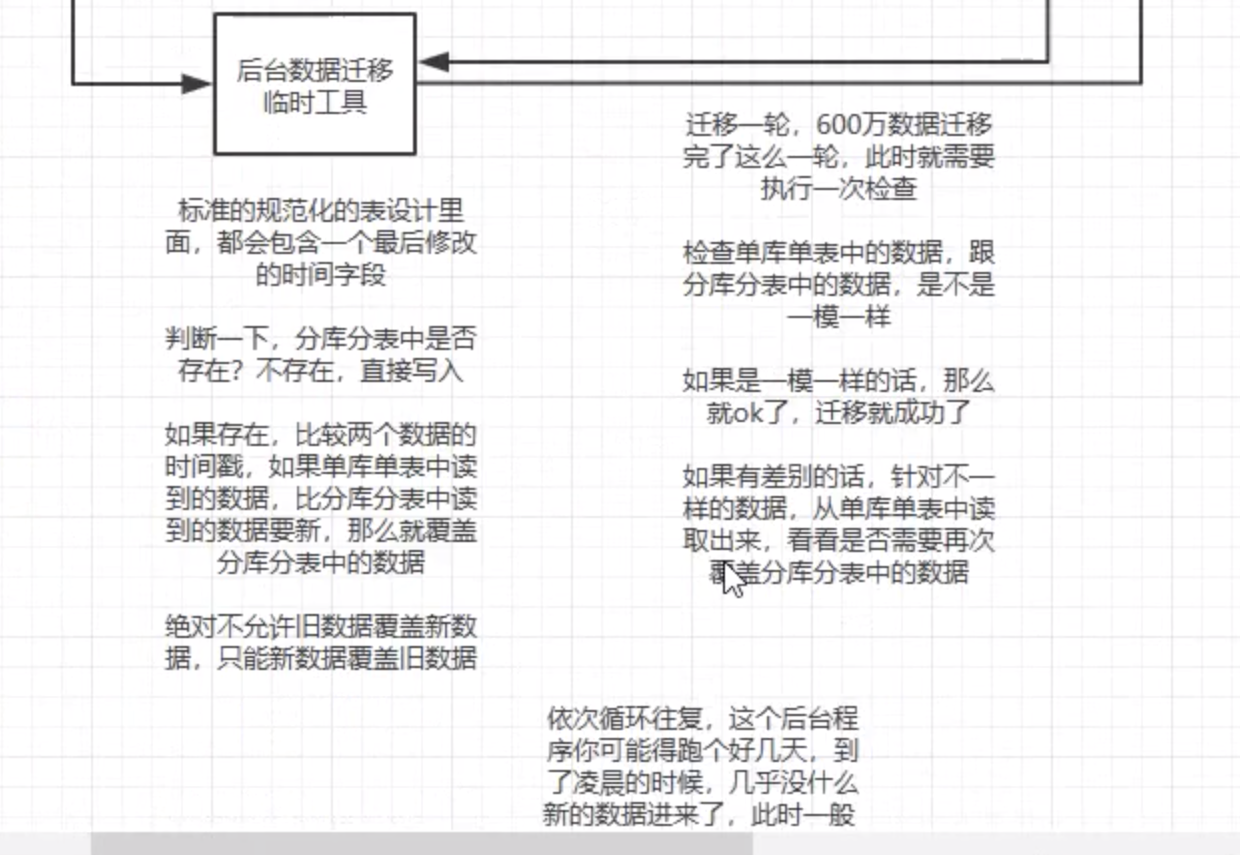 后台数据迁移
临时工具
标准的规范化的表设计里
面，都会包含一个最后修改
的时间字段
判断一下，分库分表中是否
存在？不存在，直接写入
如果存在，比较两个数据的
时间戳，如果单库单表中读
到的数据，比分库分表中读
到的数据要新，那么就覆盖
分库分表中的数据
绝对不允许旧数据覆盖新数
据，只能新数据覆盖旧数据
迁移一轮，600万数据迁移
完了这么一轮，此时就需要
执行一次检查
检查单库单表中的数据，跟
分库分表中的数据，是不是
一模一样
如果是一模一样的话，那么
就ok了，迁移就成功了
如果有差别的话，针对不一
样的数据，从单库单表中读
取出来，看看是否需要再次
覆盖分库分表中的数据
依次循环往复，这个后台程
序你可能得跑个好几天，到
了凌晨的时候，几乎没什么
新的数据进来了，此时一般